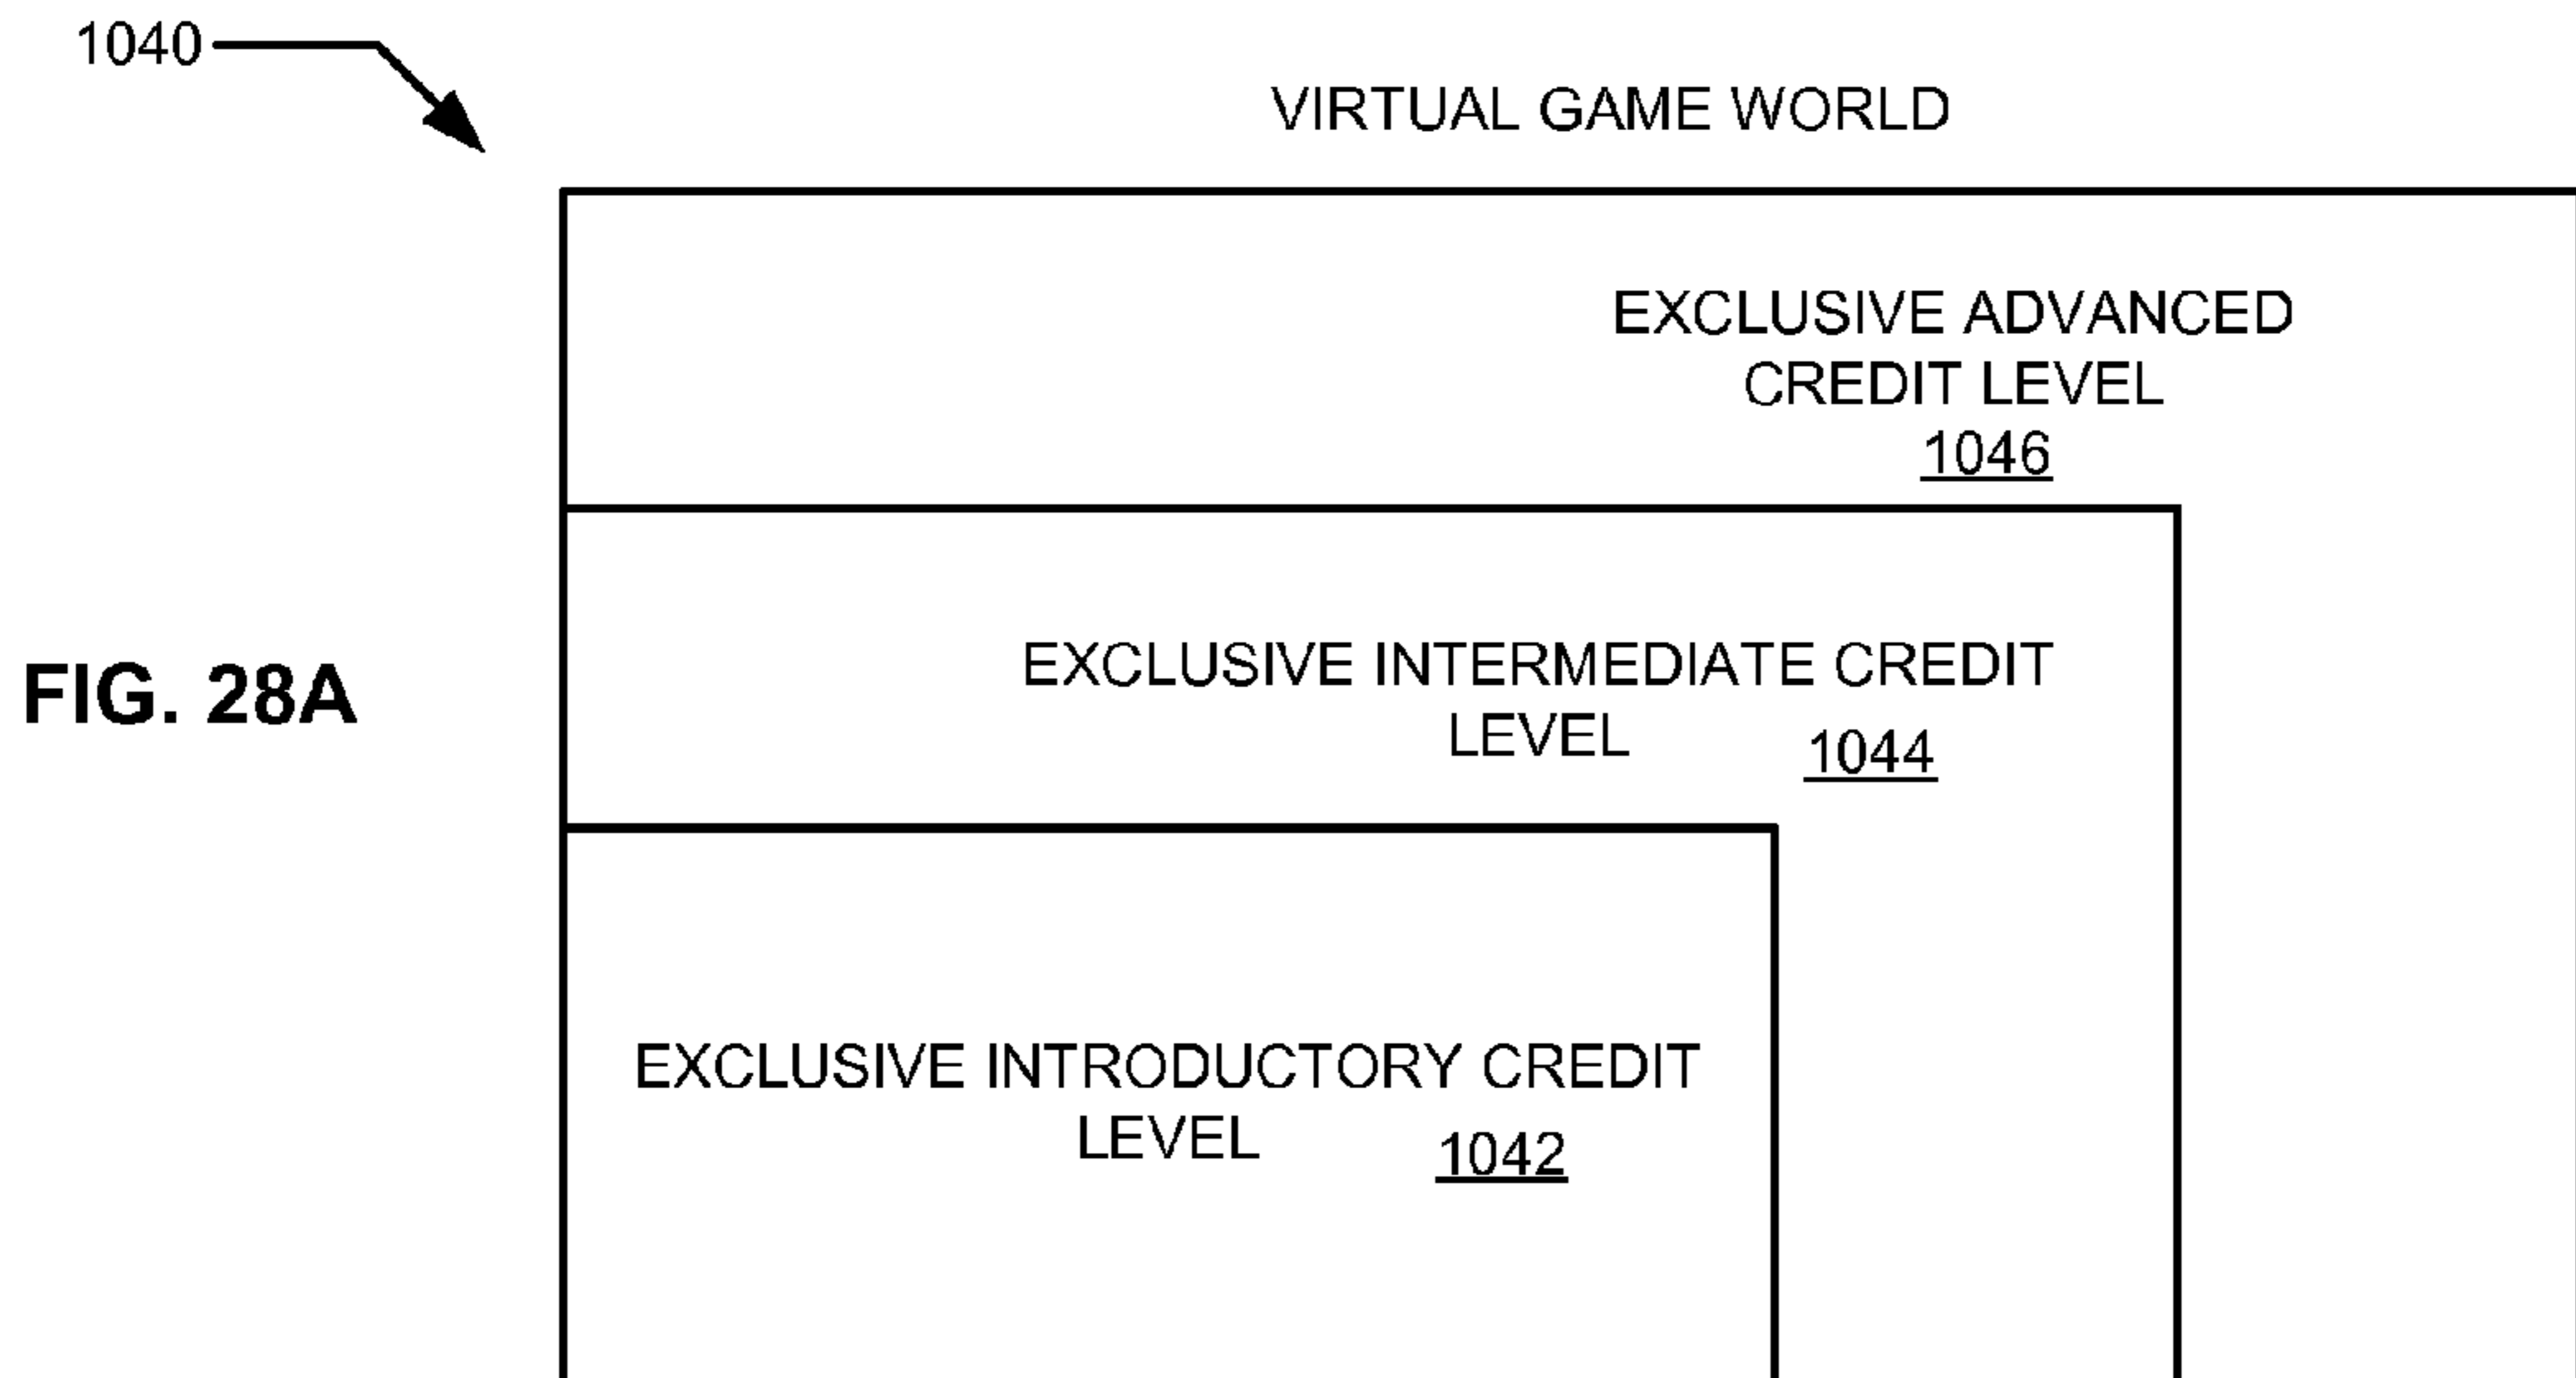 1040
VIRTUAL GAME WORLD
EXCLUSIVE ADVANCED
CREDIT LEVEL
1046
FIG. 28A
EXCLUSIVE INTERMEDIATE CREDIT
LEVEL 1044
EXCLUSIVE INTRODUCTORY CREDIT
LEVEL 1042